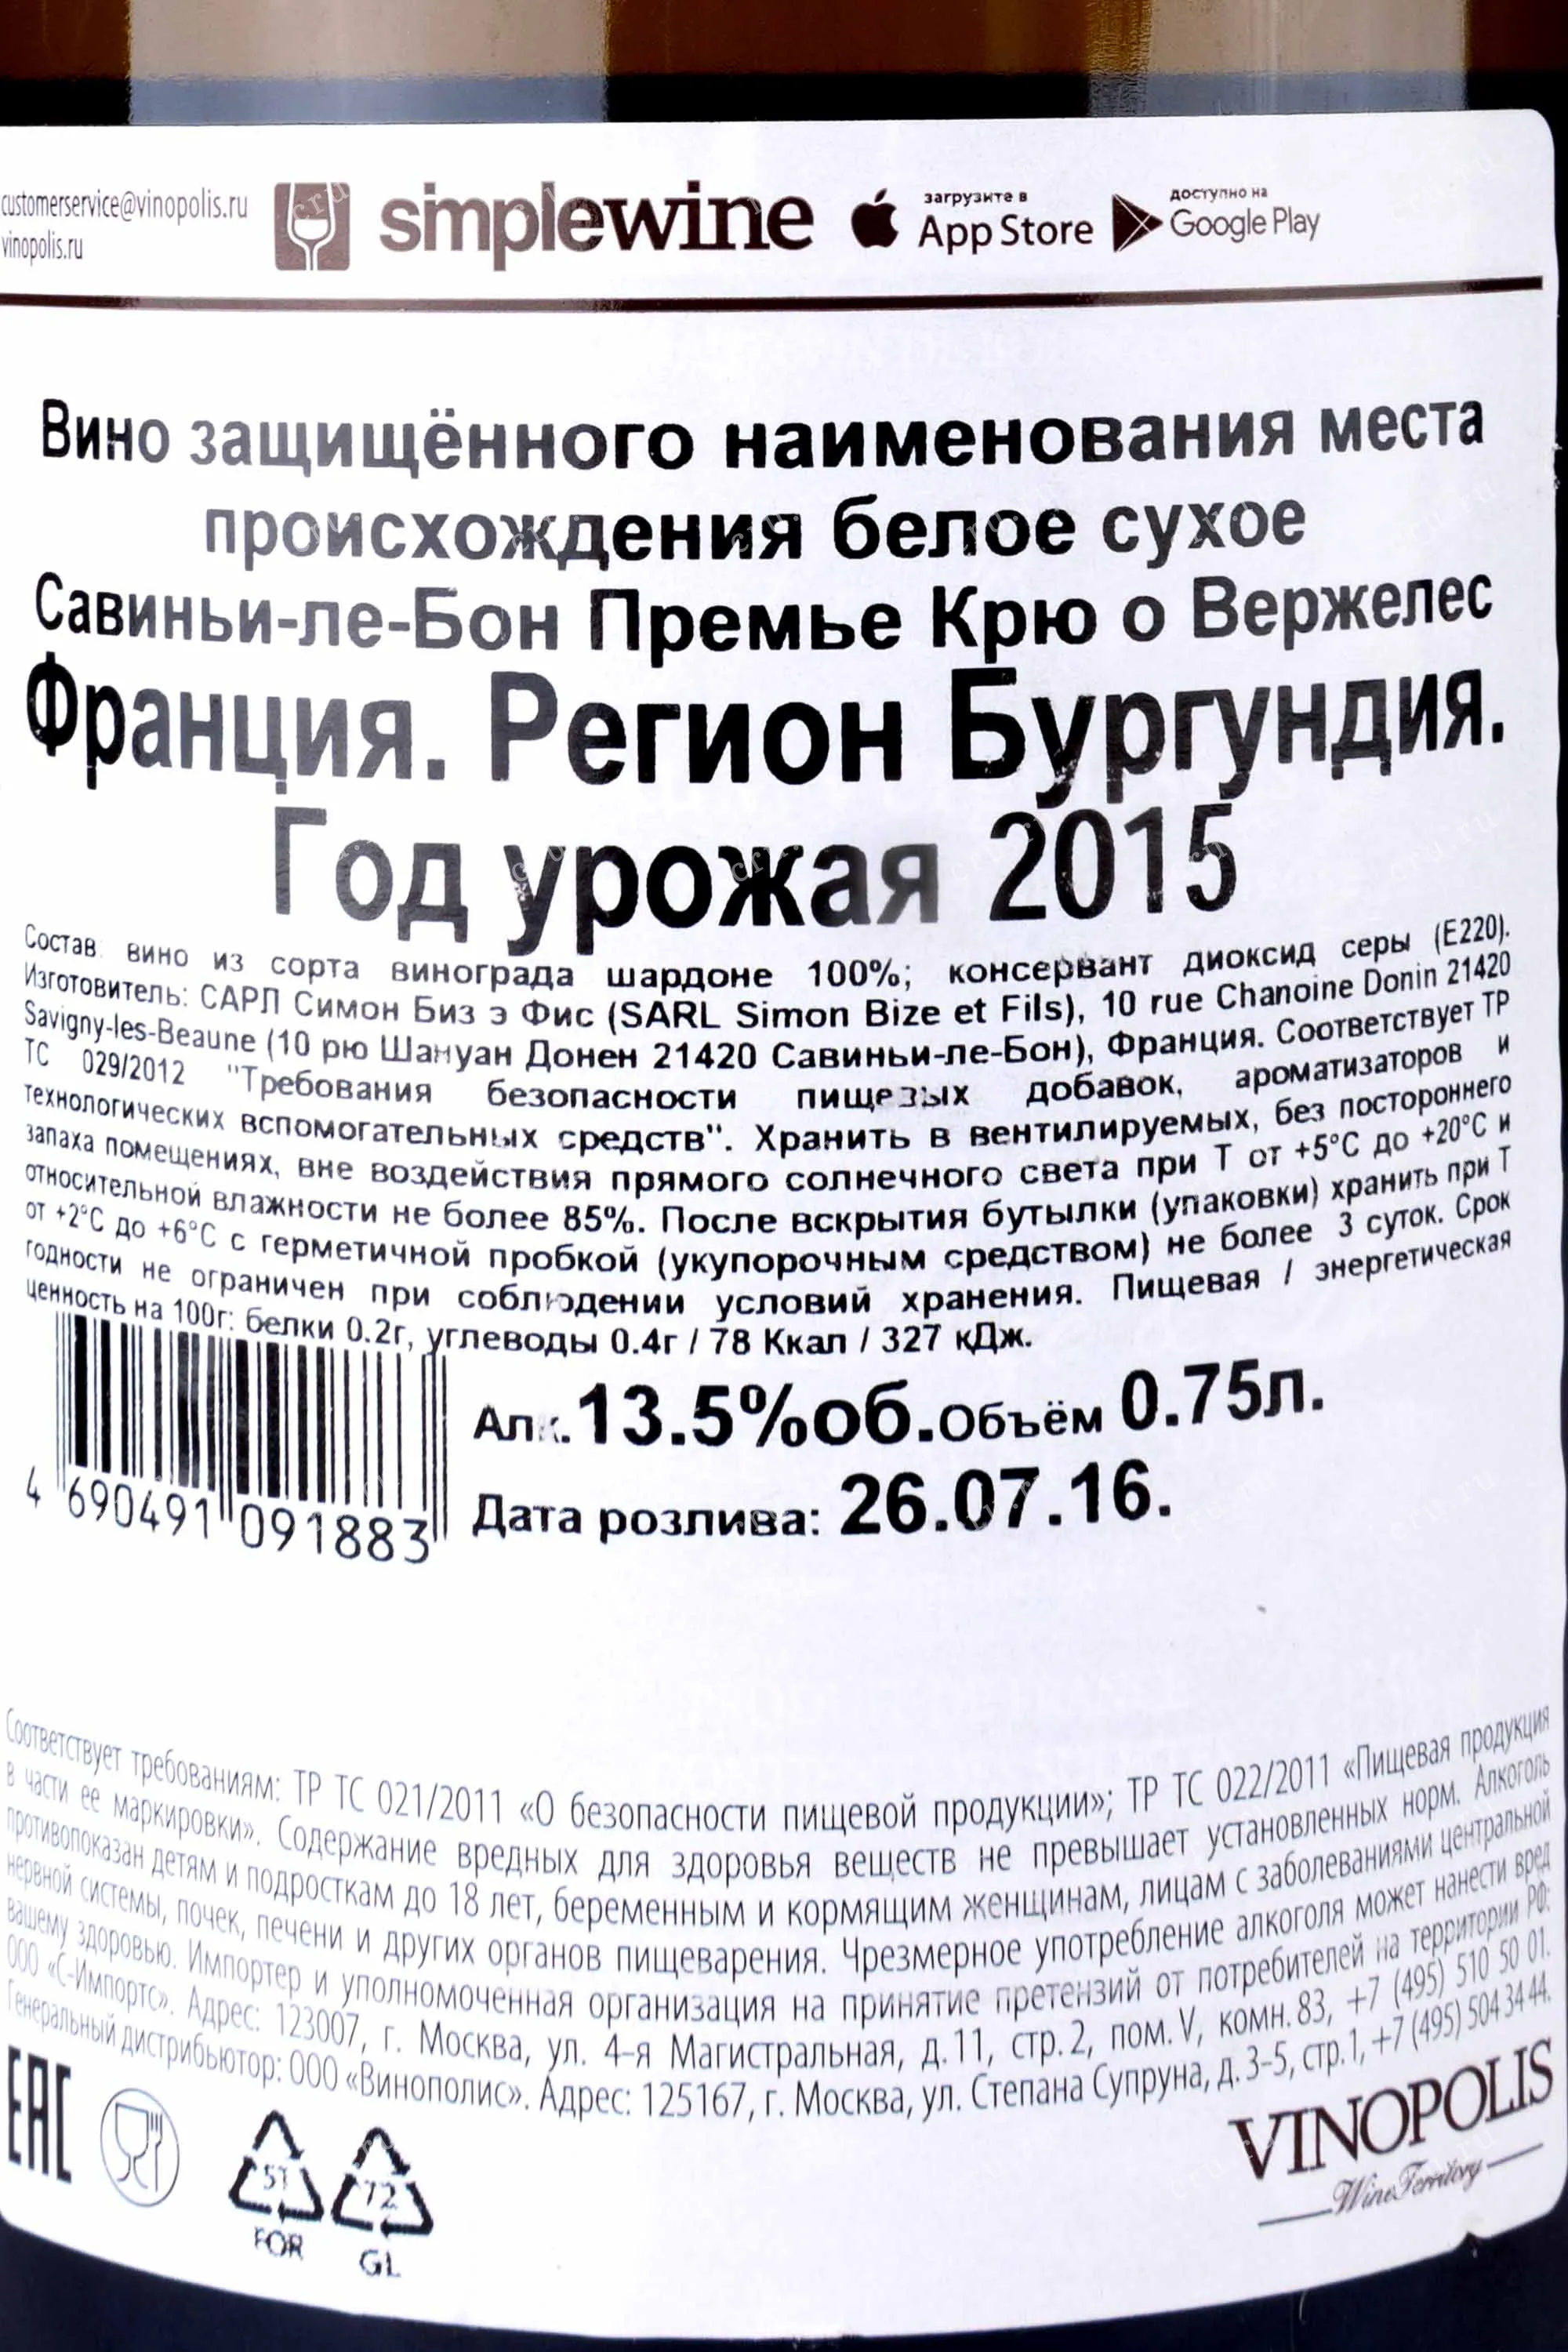 customerservice@vinopolis.ru
vinopolis.ru
simplewine
загрузите в
App Store
доступно на
Google Play
Вино защищённого наименования места
происхождения белое сухое
Савиньи-ле-Бон Премье Крю о Вержелес
Франция. Регион Бургундия.
Год урожая 2015
Состав: вино из сорта винограда шардоне 100%; консервант диоксид серы (Е220).
Изготовитель: САРЛ Симон Биз э Фис (SARL Simon Bize et Fils), 10 rue Chanoine Donin 21420
Savigny-les-Beaune (10 рю Шануан Донен 21420 Савиньи-ле-Бон), Франция. Соответствует ТР
ТС 029/2012 "Требования безопасности пищевых добавок, ароматизаторов и
технологических вспомогательных средств". Хранить в вентилируемых, без постороннего
запаха помещениях, вне воздействия прямого солнечного света при Т от +5°С до +20°С и
относительной влажности не более 85%. После вскрытия бутылки (упаковки) хранить при Т
от +2°С до +6°С с герметичной пробкой (укупорочным средством) не более 3 суток. Срок
годности не ограничен при соблюдении условий хранения. Пищевая / энергетическая
ценность на 100г: белки 0.2г, углеводы 0.4г / 78 Ккал / 327 кДж.
Алк. 13.5%об. Объём 0.75л.
Дата розлива: 26.07.16.
4 690491 091883
Соответствует требованиям: ТР ТС 021/2011 «О безопасности пищевой продукции»; ТР ТС 022/2011 «Пищевая продукция
в части ее маркировки». Содержание вредных для здоровья веществ не превышает установленных норм. Алкоголь
противопоказан детям и подросткам до 18 лет, беременным и кормящим женщинам, лицам с заболеваниями центральной
нервной системы, почек, печени и других органов пищеварения. Чрезмерное употребление алкоголя может нанести вред
вашему здоровью. Импортер и уполномоченная организация на принятие претензий от потребителей на территории РФ:
ООО «С-Импортс». Адрес: 123007, г. Москва, ул. 4-я Магистральная, д.11, стр.2, пом. V, комн. 83, +7 (495) 510 50 01.
Генеральный дистрибьютор: ООО «Винополис». Адрес: 125167, г. Москва, ул. Степана Супруна, д. 3-5, стр.1, +7 (495) 504 34 44.
ЕАС
51
FOR
72
GL
VINOPOLIS
Wine Territory